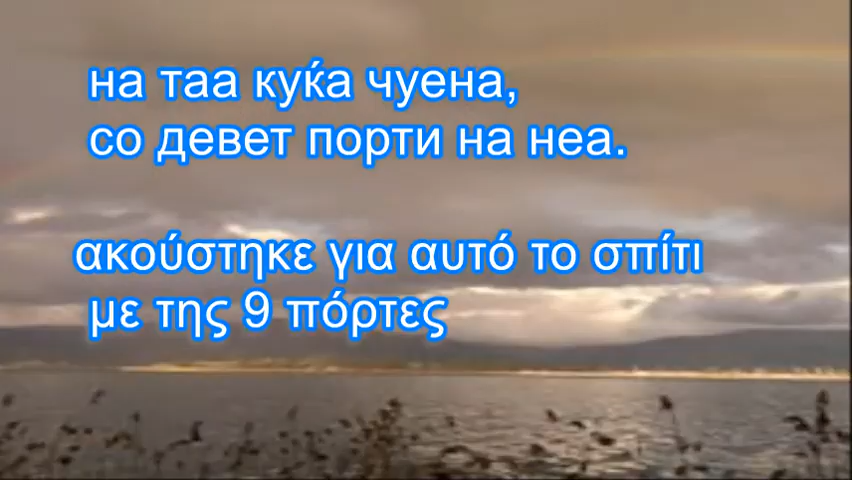 на таа куќа чуена,
со девет порти на неа.
ακούστηκε για αυτό το σπίτι
με της 9 πόρτες